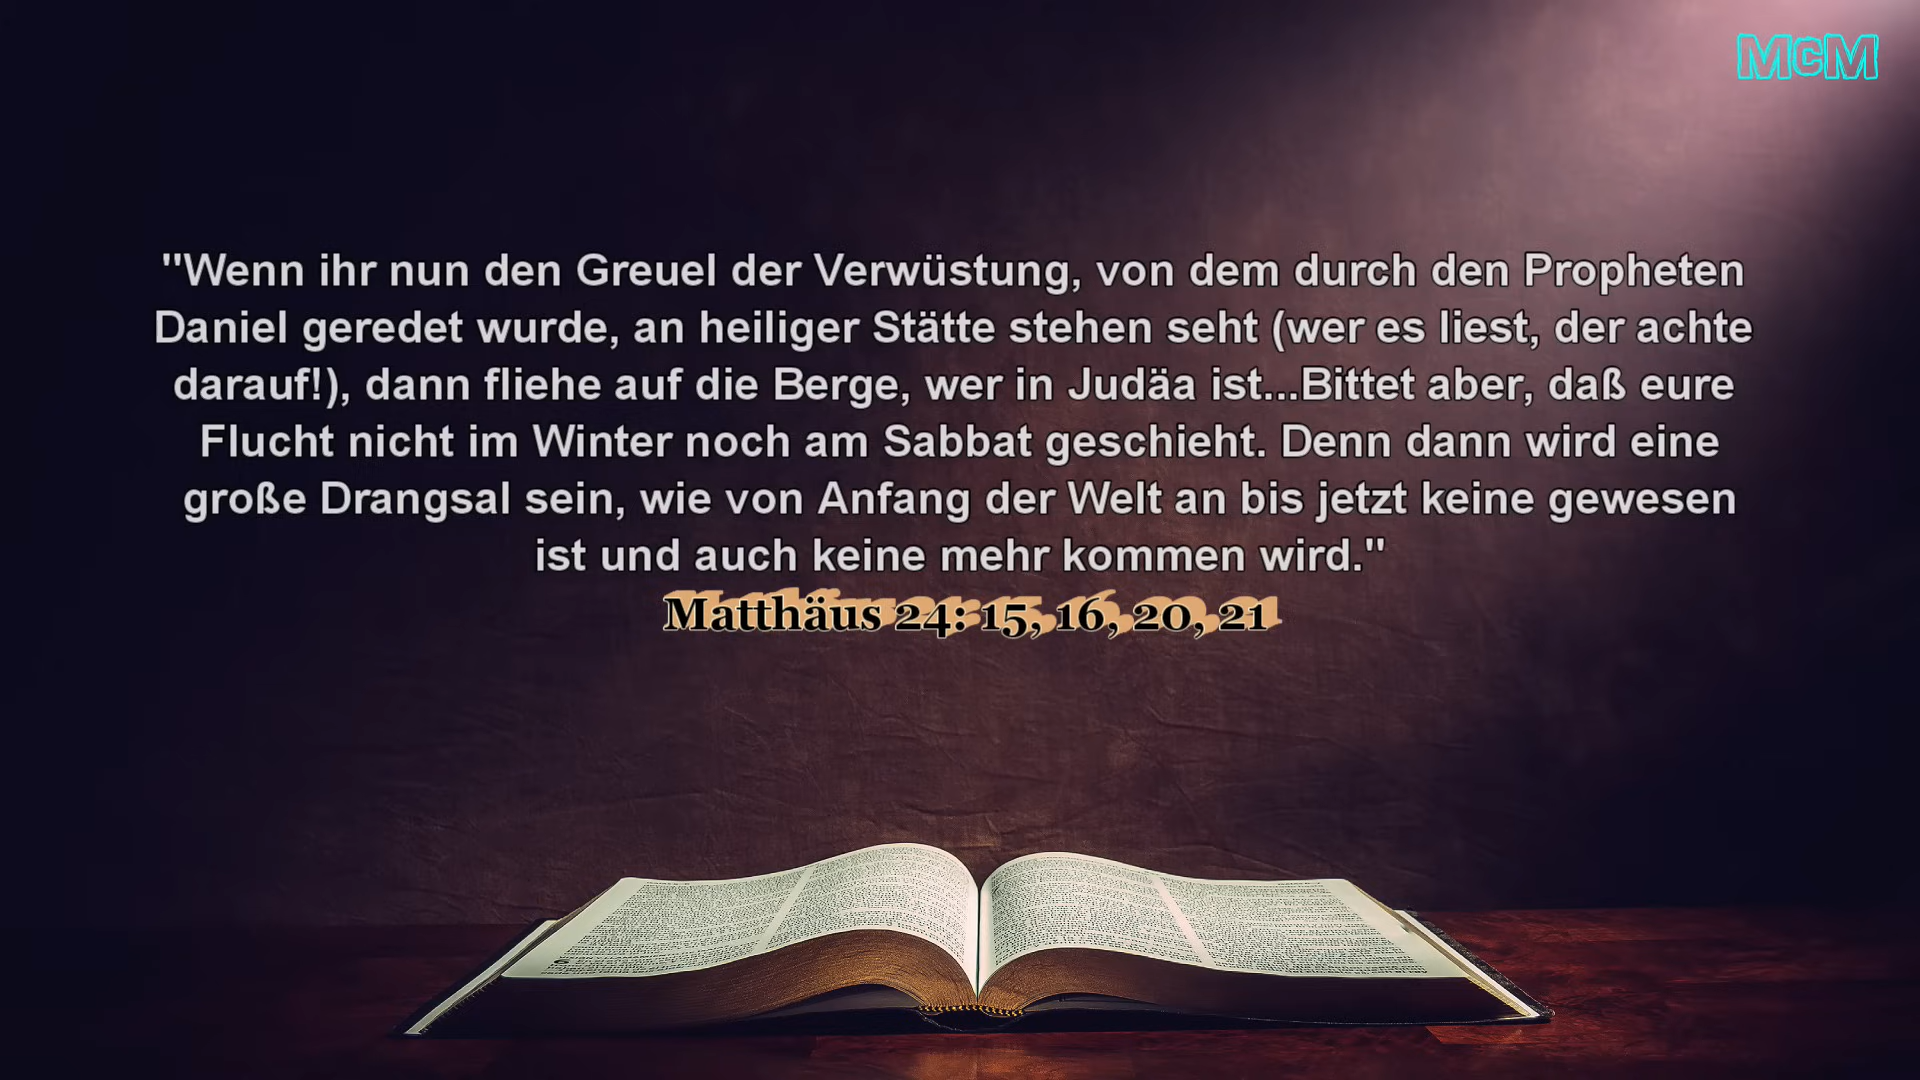 McM
"Wenn ihr nun den Greuel der Verwüstung, von dem durch den Propheten
Daniel geredet wurde, an heiliger Stätte stehen seht (wer es liest, der achte
darauf!), dann fliehe auf die Berge, wer in Judäa ist...Bittet aber, daß eure
Flucht nicht im Winter noch am Sabbat geschieht. Denn dann wird eine
große Drangsal sein, wie von Anfang der Welt an bis jetzt keine gewesen
ist und auch keine mehr kommen wird."
Matthäus 24: 15, 16, 20, 21